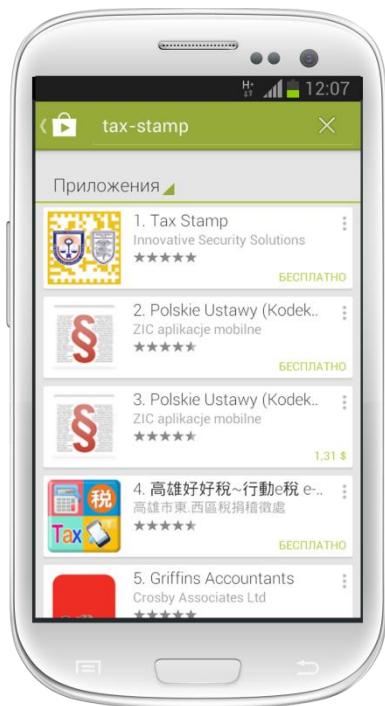 H+ 12:07
tax-stamp
Приложения
1. Tax Stamp
Innovative Security Solutions
БЕСПЛАТНО
2. Polskie Ustawy (Kodek..
ZIC aplikacje mobilne
БЕСПЛАТНО
3. Polskie Ustawy (Kodek..
ZIC aplikacje mobilne
1,31 $
税
Tax
4. 高雄好好稅~行動e稅 e-..
高雄市東.西區稅捐稽徵處
БЕСПЛАТНО
5. Griffins Accountants
Crosby Associates Ltd